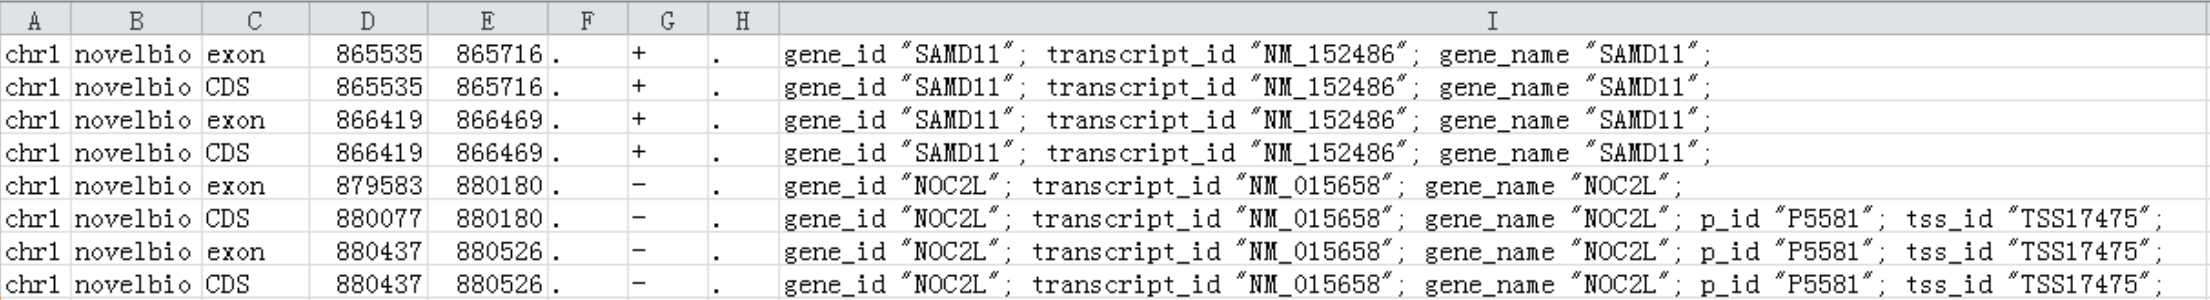 A B C D E F G H I
chr1 novelbio exon 865535 865716 . + . gene_id "SAMD11"; transcript_id "NM_152486"; gene_name "SAMD11";
chr1 novelbio CDS 865535 865716 . + . gene_id "SAMD11"; transcript_id "NM_152486"; gene_name "SAMD11";
chr1 novelbio exon 866419 866469 . + . gene_id "SAMD11"; transcript_id "NM_152486"; gene_name "SAMD11";
chr1 novelbio CDS 866419 866469 . + . gene_id "SAMD11"; transcript_id "NM_152486"; gene_name "SAMD11";
chr1 novelbio exon 879583 880180 . - . gene_id "NOC2L"; transcript_id "NM_015658"; gene_name "NOC2L";
chr1 novelbio CDS 880077 880180 . - . gene_id "NOC2L"; transcript_id "NM_015658"; gene_name "NOC2L"; p_id "P5581"; tss_id "TSS17475";
chr1 novelbio exon 880437 880526 . - . gene_id "NOC2L"; transcript_id "NM_015658"; gene_name "NOC2L"; p_id "P5581"; tss_id "TSS17475";
chr1 novelbio CDS 880437 880526 . - . gene_id "NOC2L"; transcript_id "NM_015658"; gene_name "NOC2L"; p_id "P5581"; tss_id "TSS17475";